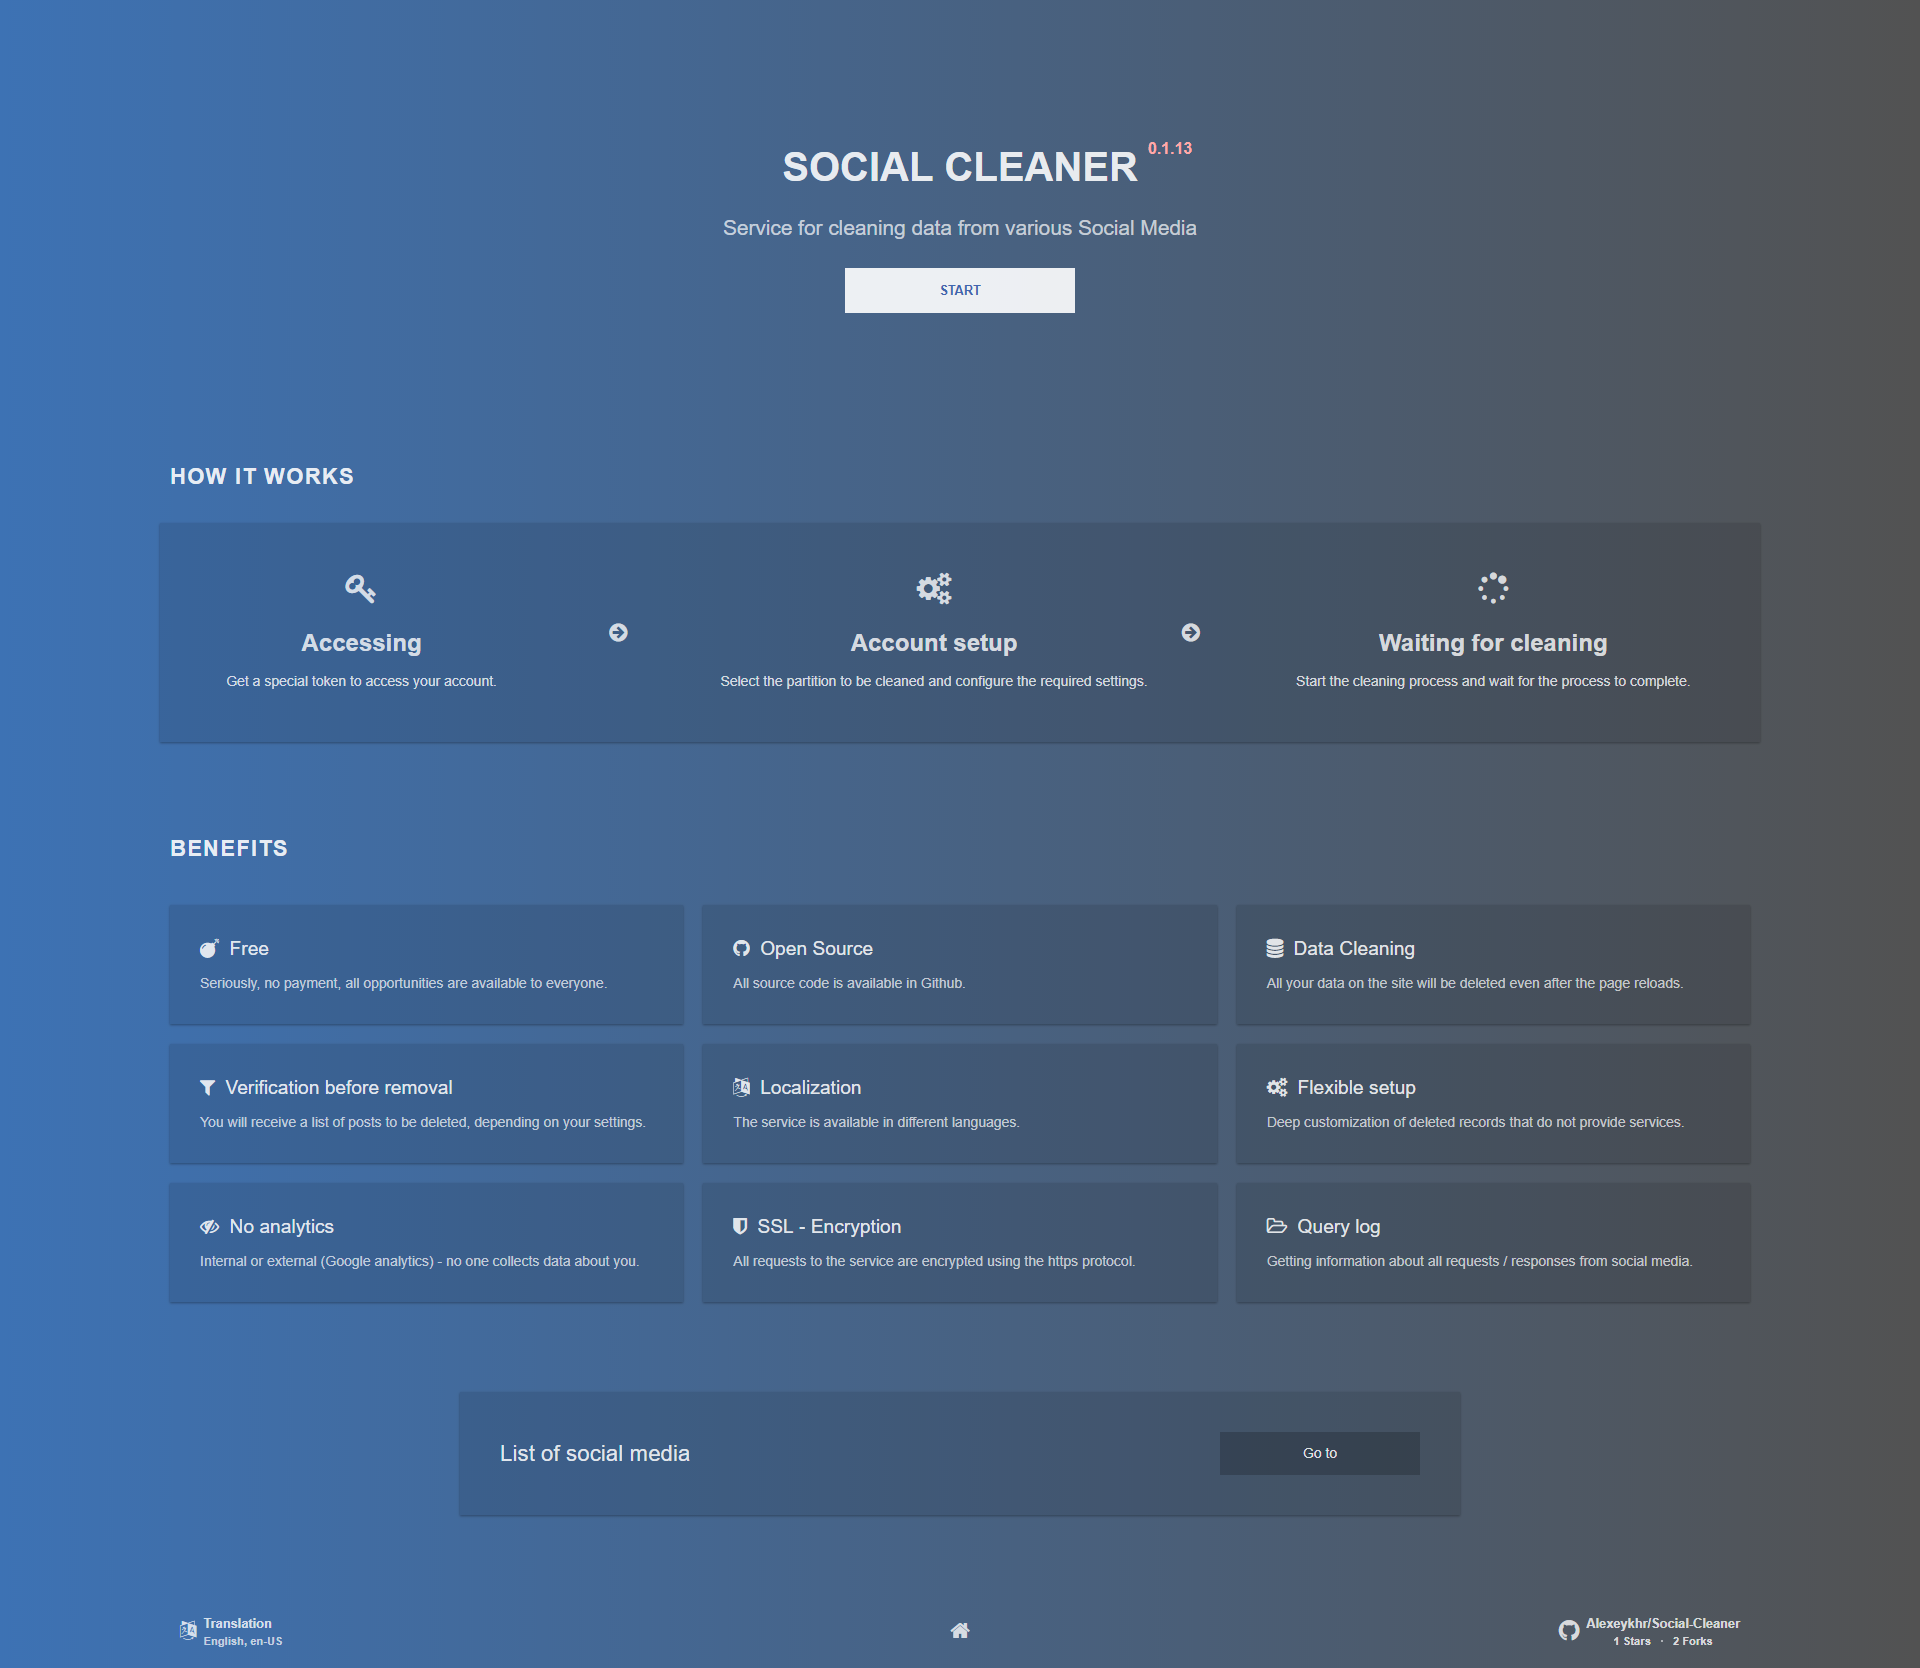 SOCIAL CLEANER 0.1.13
Service for cleaning data from various Social Media
START
HOW IT WORKS
Accessing
Get a special token to access your account.
Account setup
Select the partition to be cleaned and configure the required settings.
Waiting for cleaning
Start the cleaning process and wait for the process to complete.
BENEFITS
Free
Seriously, no payment, all opportunities are available to everyone.
Open Source
All source code is available in Github.
Data Cleaning
All your data on the site will be deleted even after the page reloads.
Verification before removal
You will receive a list of posts to be deleted, depending on your settings.
Localization
The service is available in different languages.
Flexible setup
Deep customization of deleted records that do not provide services.
No analytics
Internal or external (Google analytics) - no one collects data about you.
SSL - Encryption
All requests to the service are encrypted using the https protocol.
Query log
Getting information about all requests / responses from social media.
List of social media
Go to
Translation
English, en-US
Alexeykhr/Social-Cleaner
1 Stars · 2 Forks